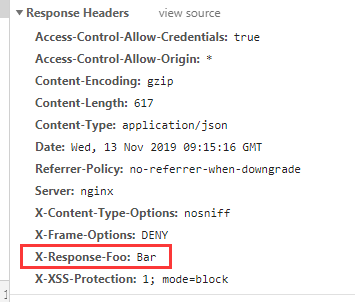 Response Headers view source
Access-Control-Allow-Credentials: true
Access-Control-Allow-Origin: *
Content-Encoding: gzip
Content-Length: 617
Content-Type: application/json
Date: Wed, 13 Nov 2019 09:15:16 GMT
Referrer-Policy: no-referrer-when-downgrade
Server: nginx
X-Content-Type-Options: nosniff
X-Frame-Options: DENY
X-Response-Foo: Bar
X-XSS-Protection: 1; mode=block